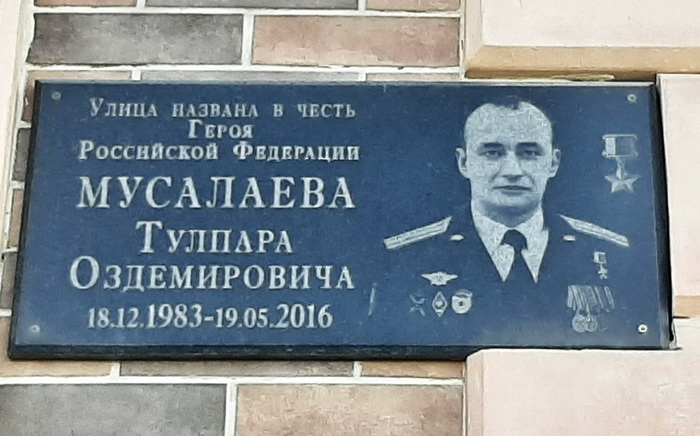 Улица названа в честь
Героя
Российской Федерации
МУСАЛАЕВА
Тулпара
Оздемировича
18.12.1983-19.05.2016